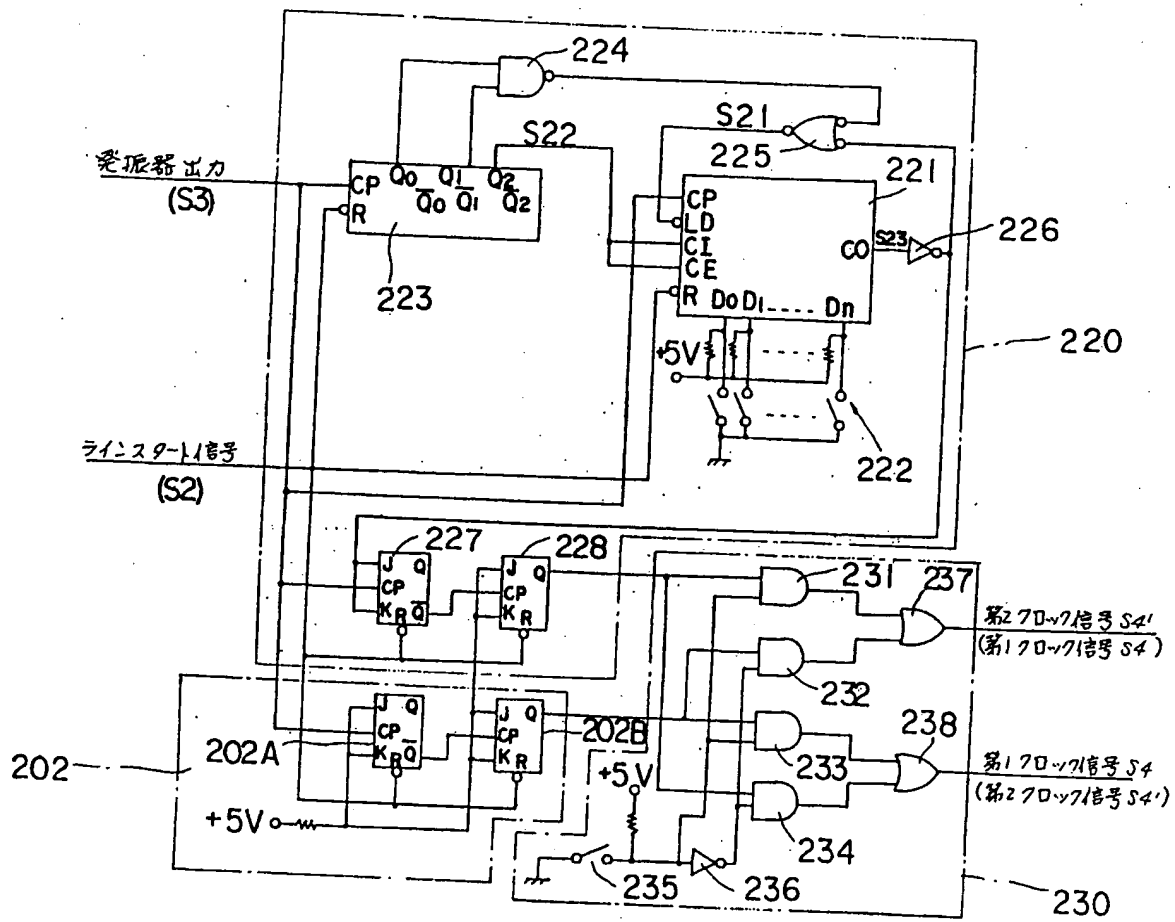 224
S21
S22
225
221
発振器出力
(S3)
CP
R
Q0
Q̅0
Q1
Q̅1
Q2
Q̅2
223
CP
LD
CI
CE
R
CO
S23
226
D0 D1 ---- Dn
+5V
220
222
ラインスタート信号
(S2)
227
J Q
CP
K R Q̅
228
J Q
CP
K R
231
237
第2クロック信号 S4'
(第1クロック信号 S4)
232
J Q
CP
K R Q̅
202A
J Q
CP
K R
202B
202
233
238
第1クロック信号 S4
(第2クロック信号 S4')
+5V
+5V
234
235
236
230